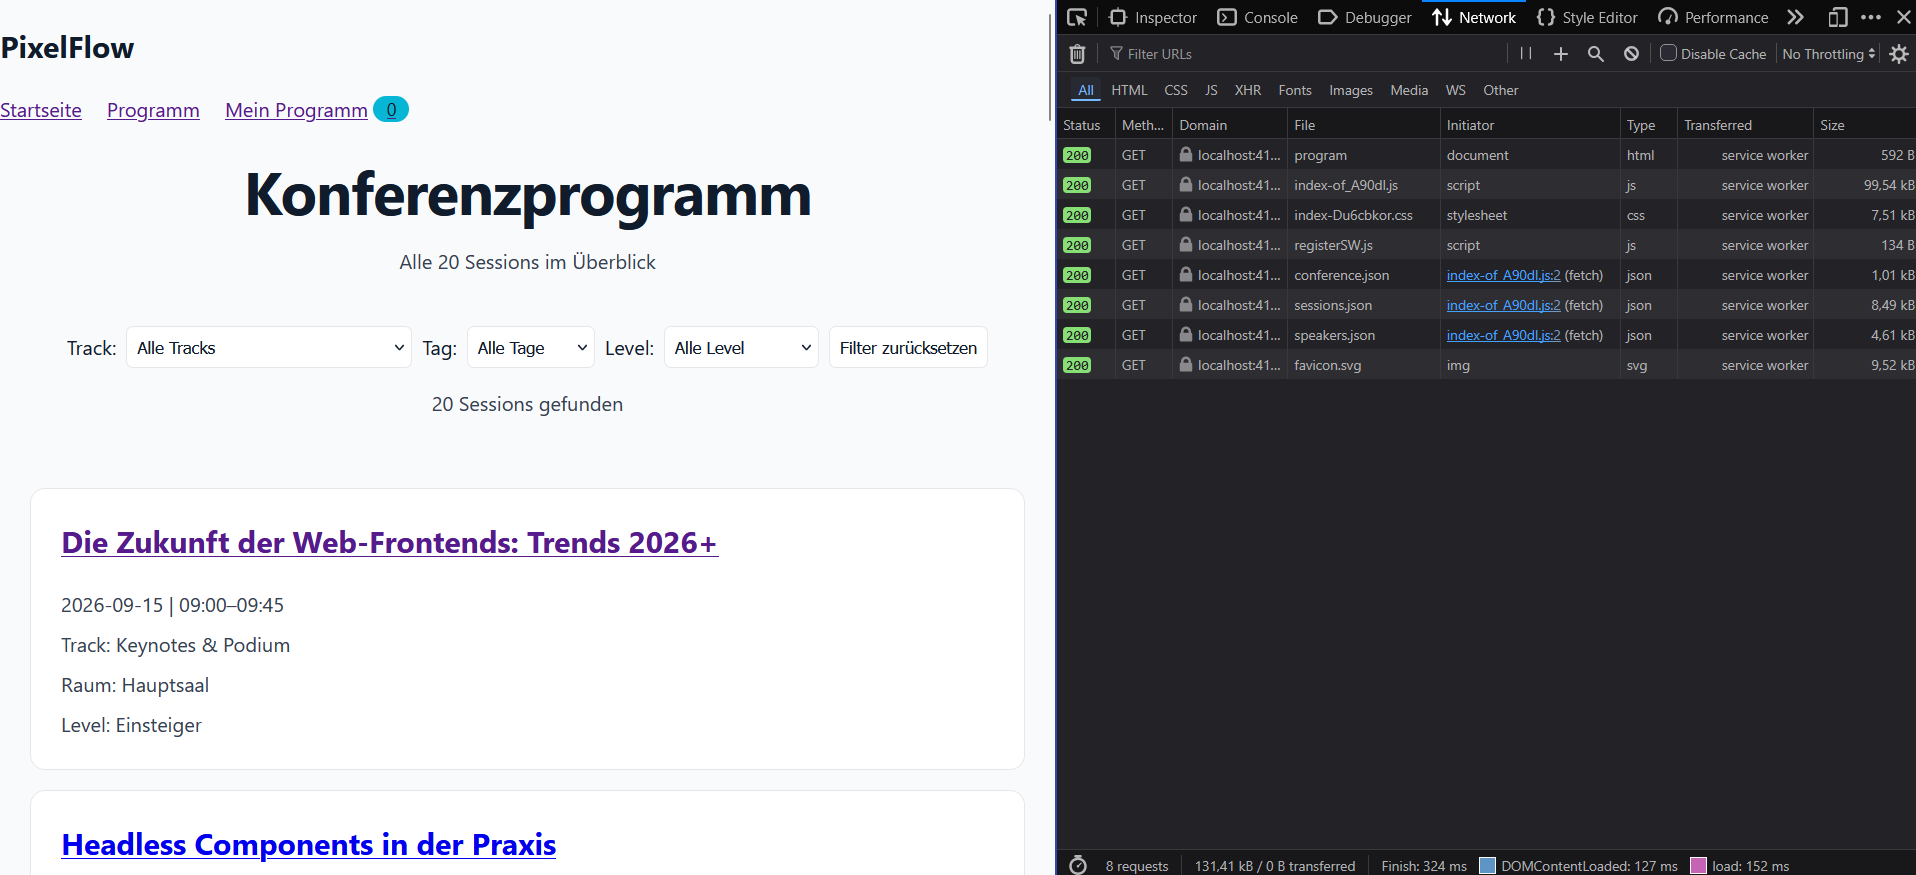 PixelFlow
Startseite Programm Mein Programm 0
Konferenzprogramm
Alle 20 Sessions im Überblick
Track: Alle Tracks Tag: Alle Tage Level: Alle Level Filter zurücksetzen
20 Sessions gefunden
Die Zukunft der Web-Frontends: Trends 2026+
2026-09-15 | 09:00–09:45
Track: Keynotes & Podium
Raum: Hauptsaal
Level: Einsteiger
Headless Components in der Praxis
Inspector Console Debugger Network Style Editor Performance
Filter URLs Disable Cache No Throttling
All HTML CSS JS XHR Fonts Images Media WS Other
Status Meth... Domain File Initiator Type Transferred Size
200 GET localhost:41... program document html service worker 592 B
200 GET localhost:41... index-of_A90dl.js script js service worker 99,54 kB
200 GET localhost:41... index-Du6cbkor.css stylesheet css service worker 7,51 kB
200 GET localhost:41... registerSW.js script js service worker 134 B
200 GET localhost:41... conference.json index-of_A90dl.js:2 (fetch) json service worker 1,01 kB
200 GET localhost:41... sessions.json index-of_A90dl.js:2 (fetch) json service worker 8,49 kB
200 GET localhost:41... speakers.json index-of_A90dl.js:2 (fetch) json service worker 4,61 kB
200 GET localhost:41... favicon.svg img svg service worker 9,52 kB
8 requests 131,41 kB / 0 B transferred Finish: 324 ms DOMContentLoaded: 127 ms load: 152 ms